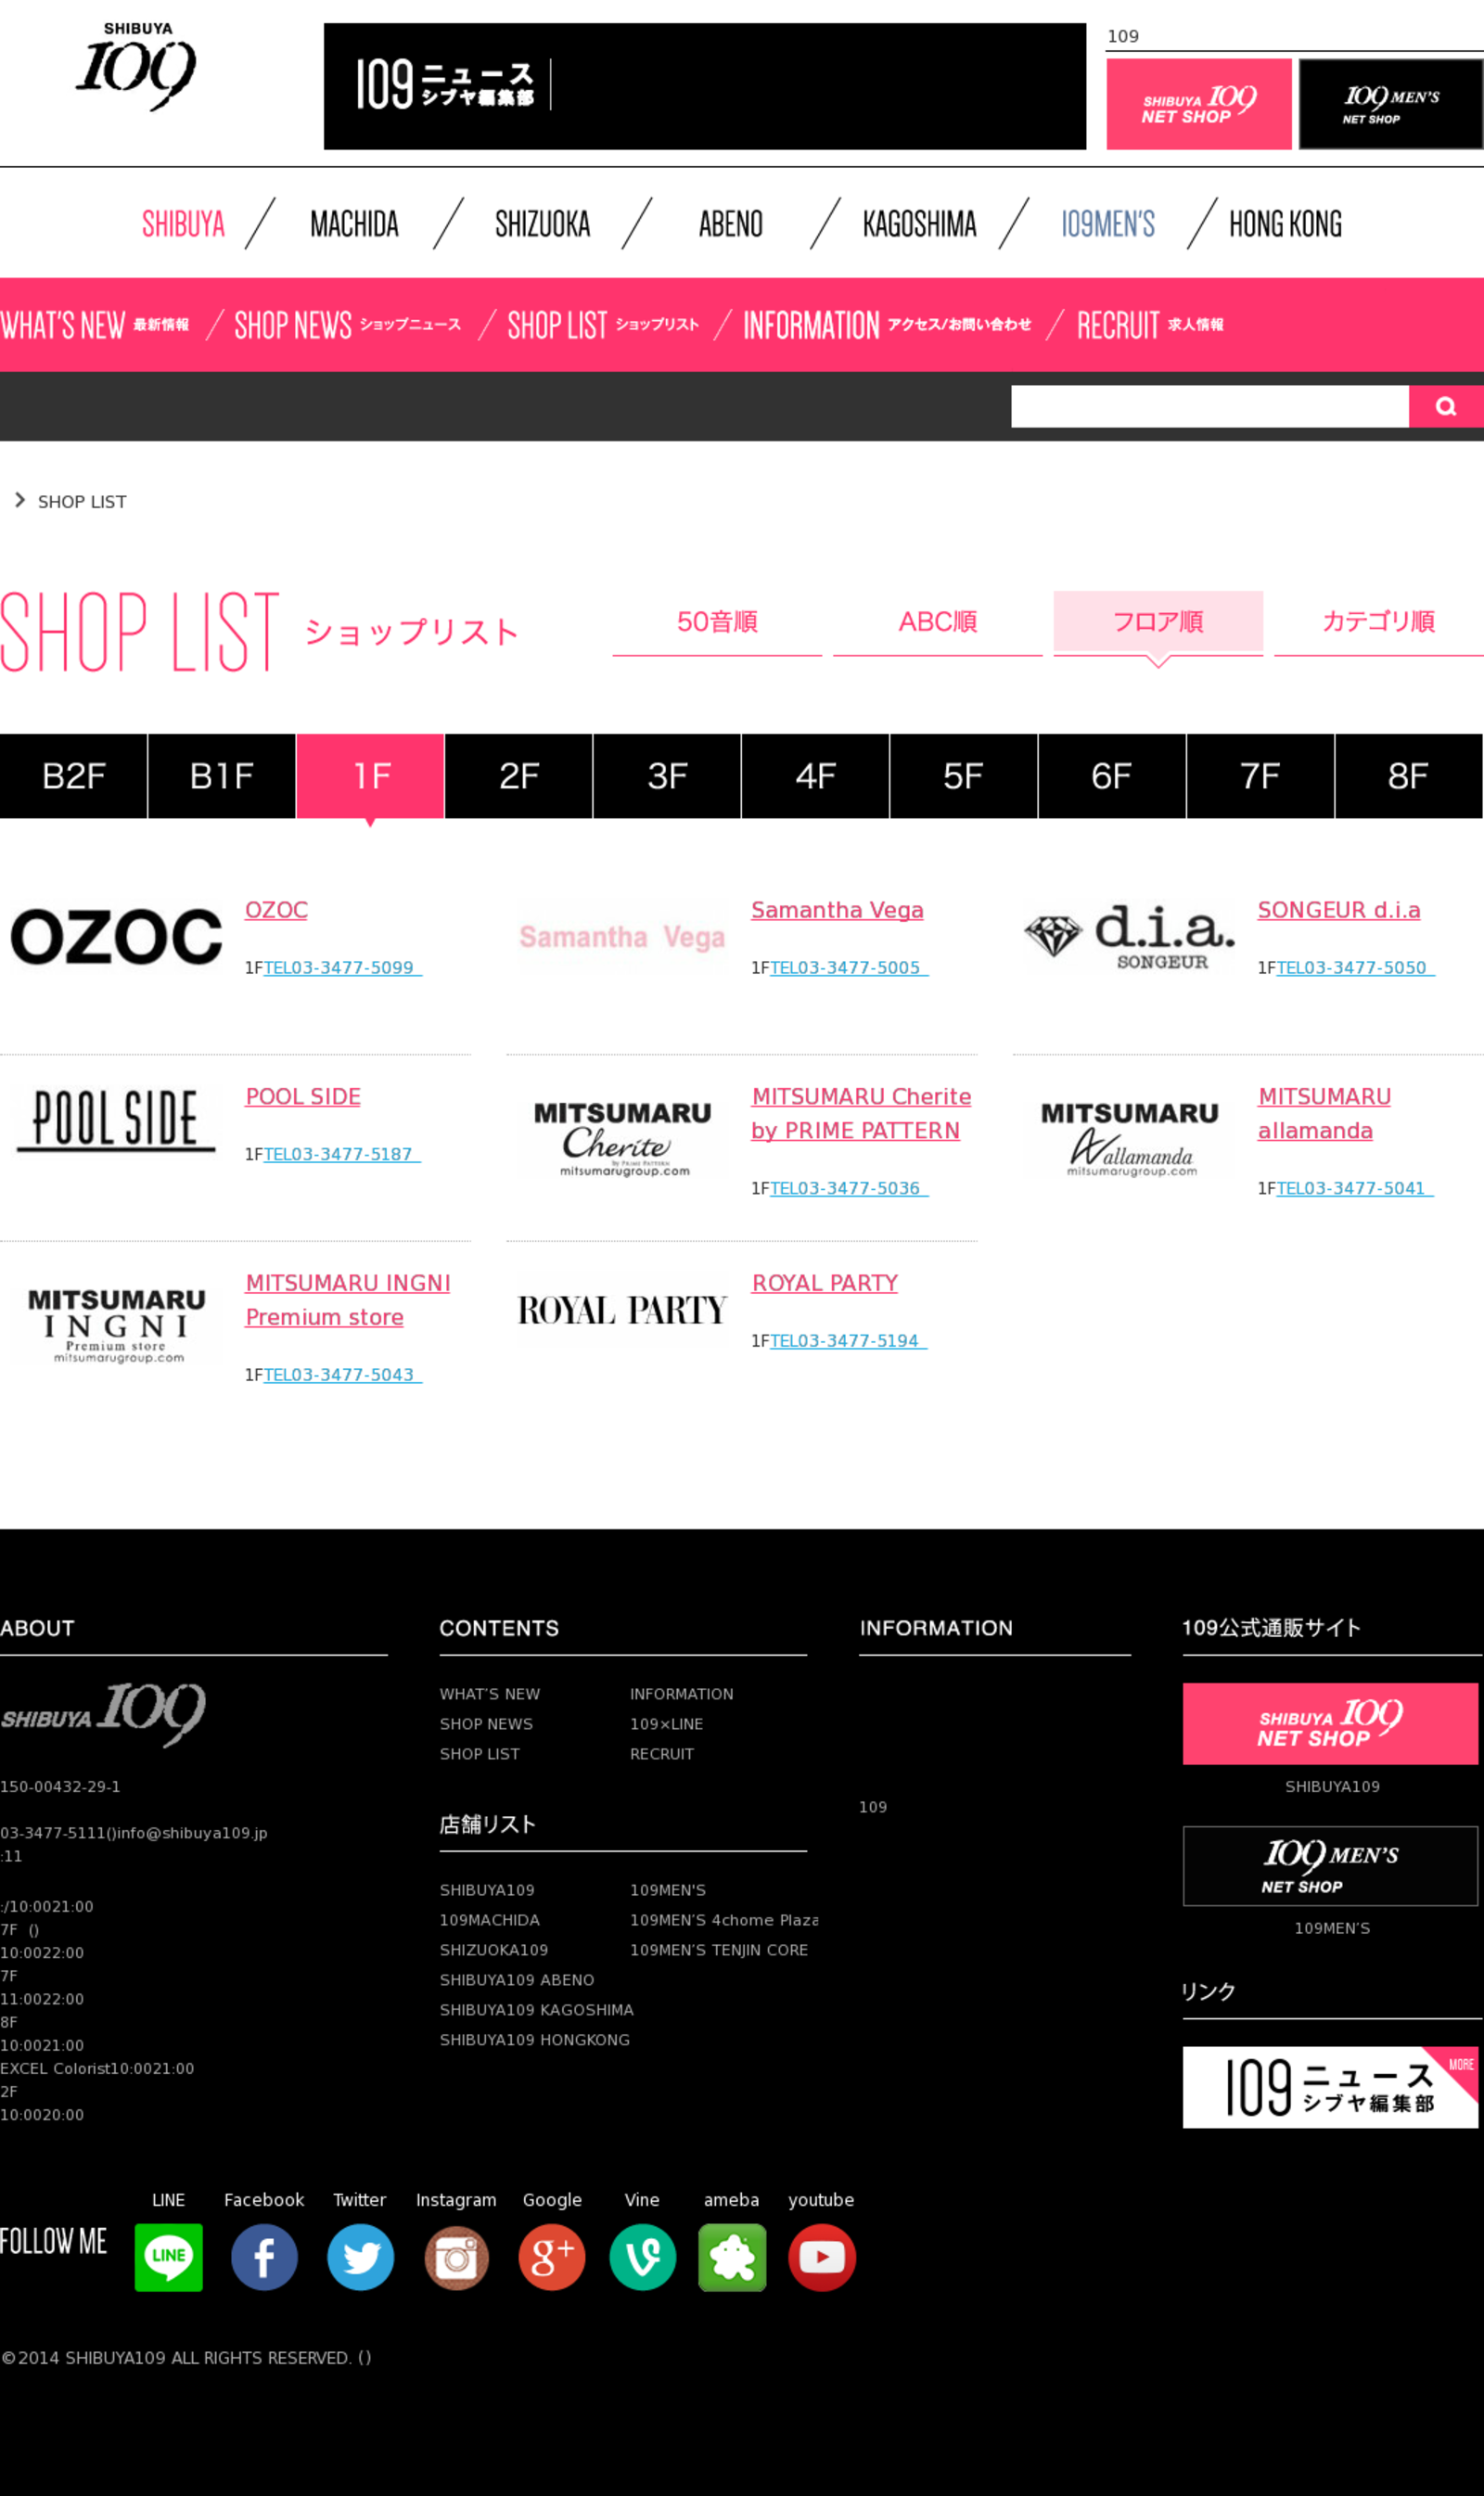 SHIBUYA
109
109 ニュース
シブヤ編集部
109
SHIBUYA 109
NET SHOP
109 MEN'S
NET SHOP
SHIBUYA
MACHIDA
SHIZUOKA
ABENO
KAGOSHIMA
109MEN'S
HONG KONG
WHAT'S NEW 最新情報
SHOP NEWS ショップニュース
SHOP LIST ショップリスト
INFORMATION アクセス/お問い合わせ
RECRUIT 求人情報
SHOP LIST
SHOP LIST ショップリスト
50音順
ABC順
フロア順
カテゴリ順
B2F
B1F
1F
2F
3F
4F
5F
6F
7F
8F
OZOC
OZOC
1FTEL03-3477-5099
Samantha Vega
Samantha Vega
1FTEL03-3477-5005
d.i.a.
SONGEUR
SONGEUR d.i.a
1FTEL03-3477-5050
POOL SIDE
POOL SIDE
1FTEL03-3477-5187
MITSUMARU
Cherite
by PRIME PATTERN
mitsumarugroup.com
MITSUMARU Cherite
by PRIME PATTERN
1FTEL03-3477-5036
MITSUMARU
allamanda
mitsumarugroup.com
MITSUMARU
allamanda
1FTEL03-3477-5041
MITSUMARU
INGNI
Premium store
mitsumarugroup.com
MITSUMARU INGNI
Premium store
1FTEL03-3477-5043
ROYAL PARTY
ROYAL PARTY
1FTEL03-3477-5194
ABOUT
SHIBUYA 109
150-00432-29-1
03-3477-5111()info@shibuya109.jp
:11
:/10:0021:00
7F ()
10:0022:00
7F
11:0022:00
8F
10:0021:00
EXCEL Colorist10:0021:00
2F
10:0020:00
CONTENTS
WHAT'S NEW
SHOP NEWS
SHOP LIST
INFORMATION
109×LINE
RECRUIT
店舗リスト
SHIBUYA109
109MACHIDA
SHIZUOKA109
SHIBUYA109 ABENO
SHIBUYA109 KAGOSHIMA
SHIBUYA109 HONGKONG
109MEN'S
109MEN'S 4chome Plaza
109MEN'S TENJIN CORE
INFORMATION
109
109公式通販サイト
SHIBUYA 109
NET SHOP
SHIBUYA109
109 MEN'S
NET SHOP
109MEN'S
リンク
109 ニュース
シブヤ編集部
MORE
FOLLOW ME
LINE
LINE
Facebook
f
Twitter
Instagram
Google
g+
Vine
ameba
youtube
©2014 SHIBUYA109 ALL RIGHTS RESERVED. ()